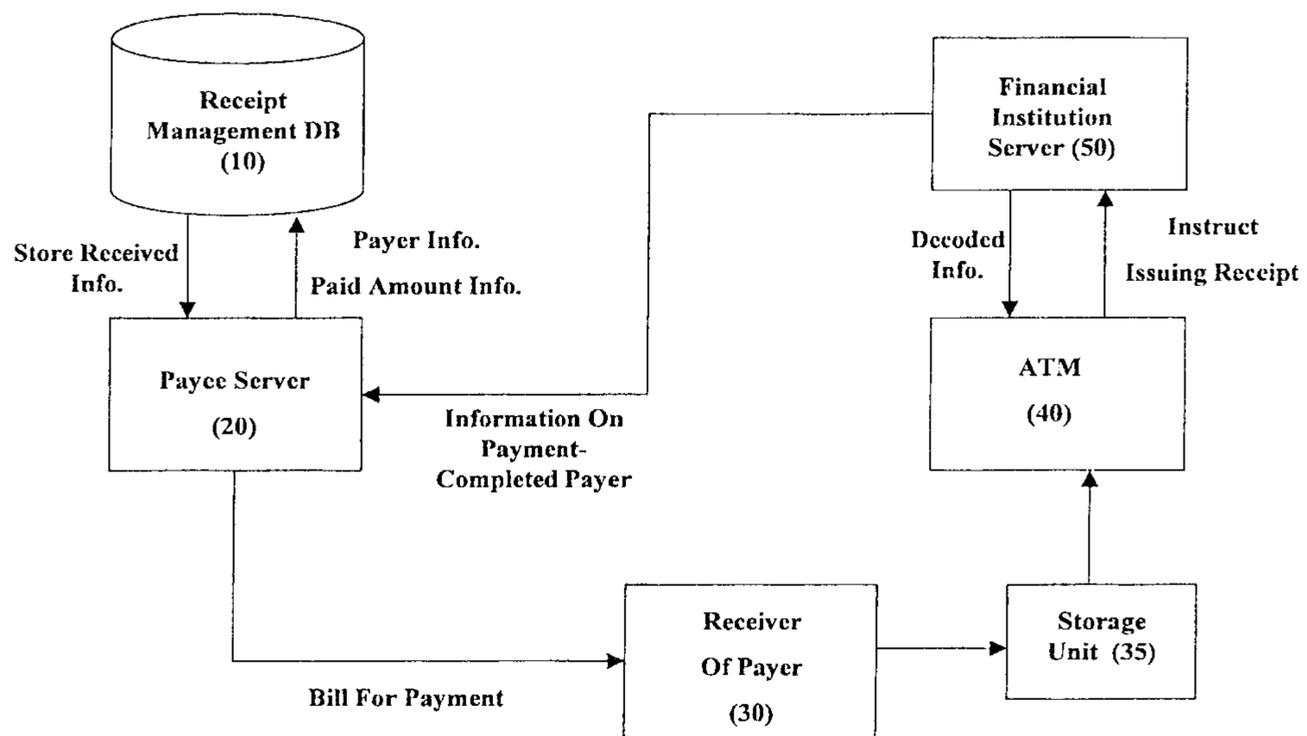 Receipt
Management DB
(10)
Financial
Institution
Server (50)
Store Received
Info.
Payer Info.
Paid Amount Info.
Decoded
Info.
Instruct
Issuing Receipt
Payee Server
(20)
ATM
(40)
Information On
Payment-
Completed Payer
Bill For Payment
Receiver
Of Payer
(30)
Storage
Unit (35)